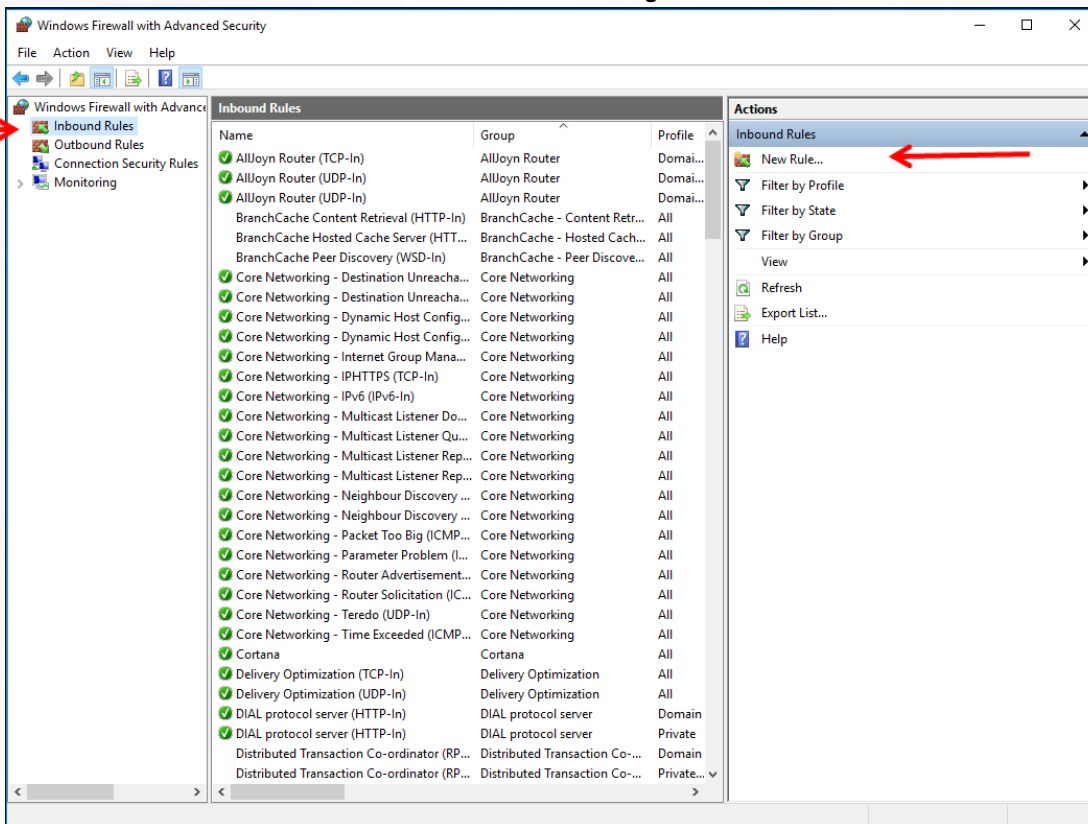 Windows Firewall with Advanced Security
File Action View Help
Windows Firewall with Advance
Inbound Rules
Outbound Rules
Connection Security Rules
Monitoring
Inbound Rules
Name Group Profile
AllJoyn Router (TCP-In) AllJoyn Router Domai...
AllJoyn Router (UDP-In) AllJoyn Router Domai...
AllJoyn Router (UDP-In) AllJoyn Router Domai...
BranchCache Content Retrieval (HTTP-In) BranchCache - Content Retr... All
BranchCache Hosted Cache Server (HTT... BranchCache - Hosted Cach... All
BranchCache Peer Discovery (WSD-In) BranchCache - Peer Discove... All
Core Networking - Destination Unreacha... Core Networking All
Core Networking - Destination Unreacha... Core Networking All
Core Networking - Dynamic Host Config... Core Networking All
Core Networking - Dynamic Host Config... Core Networking All
Core Networking - Internet Group Mana... Core Networking All
Core Networking - IPHTTPS (TCP-In) Core Networking All
Core Networking - IPv6 (IPv6-In) Core Networking All
Core Networking - Multicast Listener Do... Core Networking All
Core Networking - Multicast Listener Qu... Core Networking All
Core Networking - Multicast Listener Rep... Core Networking All
Core Networking - Multicast Listener Rep... Core Networking All
Core Networking - Neighbour Discovery ... Core Networking All
Core Networking - Neighbour Discovery ... Core Networking All
Core Networking - Packet Too Big (ICMP... Core Networking All
Core Networking - Parameter Problem (I... Core Networking All
Core Networking - Router Advertisement... Core Networking All
Core Networking - Router Solicitation (IC... Core Networking All
Core Networking - Teredo (UDP-In) Core Networking All
Core Networking - Time Exceeded (ICMP... Core Networking All
Cortana Cortana All
Delivery Optimization (TCP-In) Delivery Optimization All
Delivery Optimization (UDP-In) Delivery Optimization All
DIAL protocol server (HTTP-In) DIAL protocol server Domain
DIAL protocol server (HTTP-In) DIAL protocol server Private
Distributed Transaction Co-ordinator (RP... Distributed Transaction Co-... Domain
Distributed Transaction Co-ordinator (RP... Distributed Transaction Co-... Private...
Actions
Inbound Rules
New Rule...
Filter by Profile
Filter by State
Filter by Group
View
Refresh
Export List...
Help